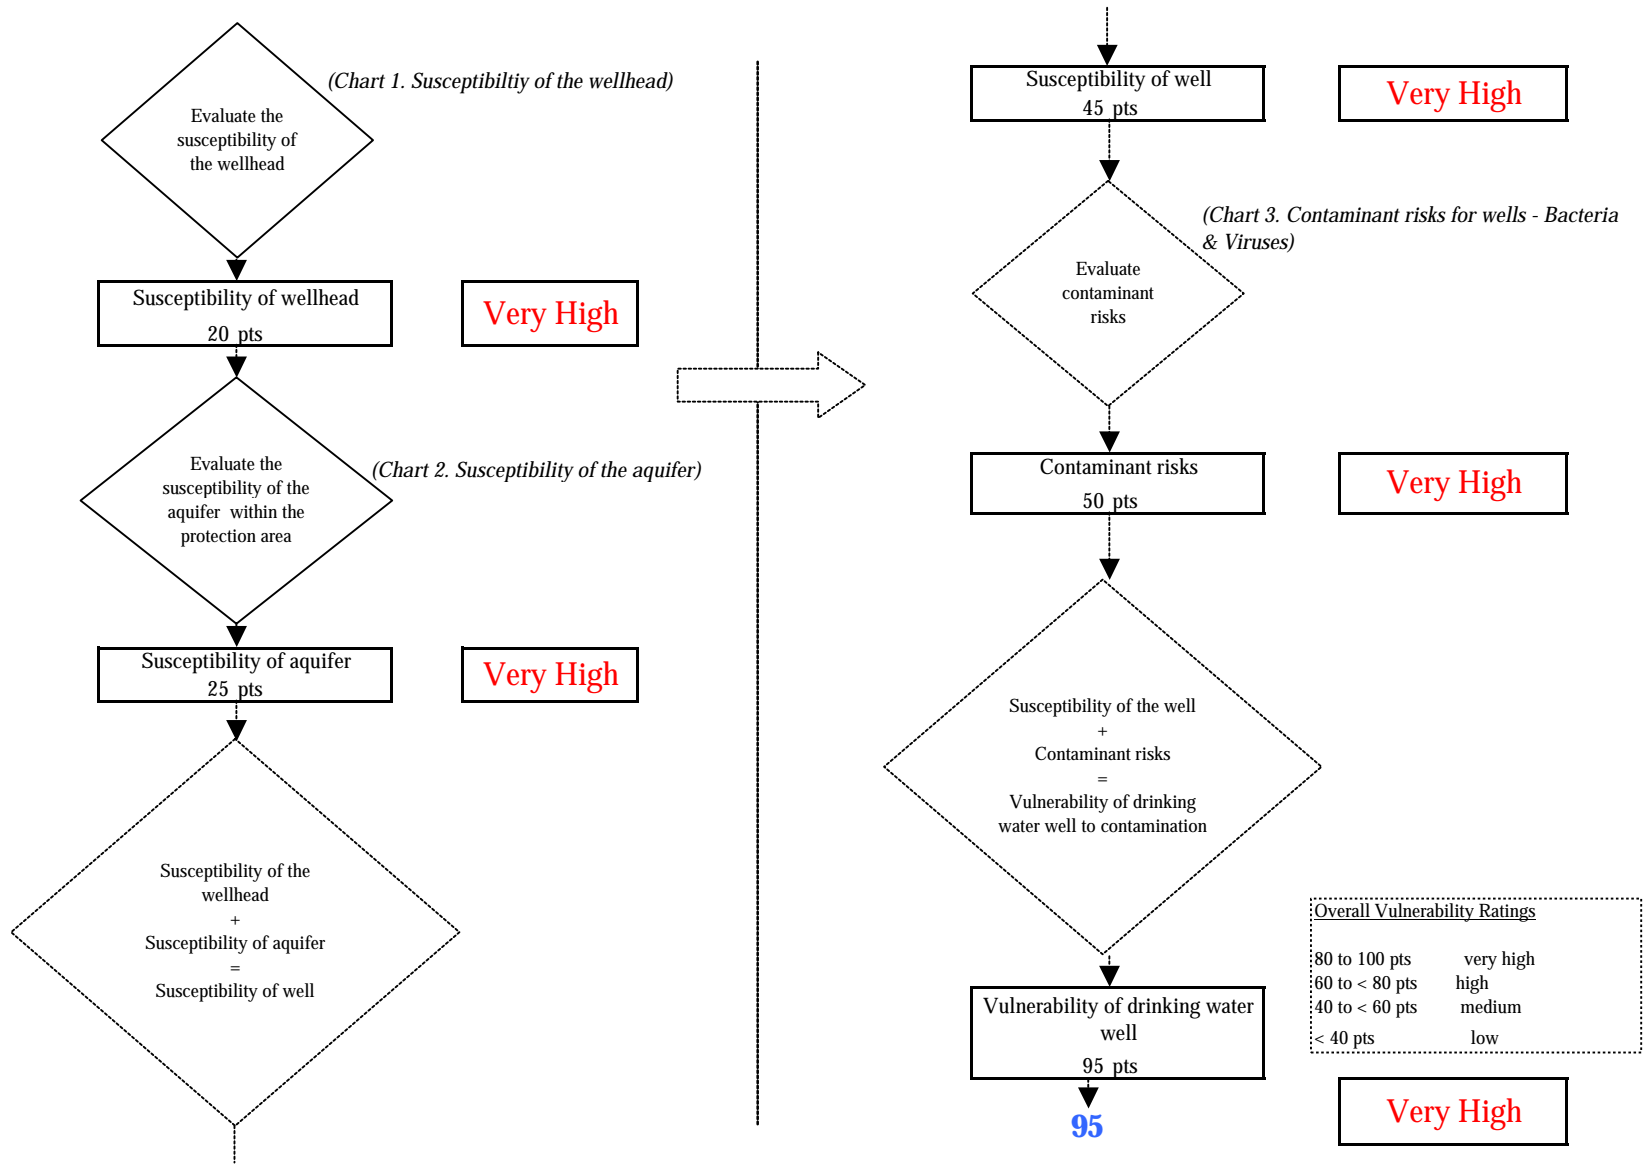 (Chart 1. Susceptibiltiy of the wellhead)
Evaluate the
susceptibility of
the wellhead
Susceptibility of wellhead
20 pts
Very High
Evaluate the
susceptibility of the
aquifer within the
protection area
(Chart 2. Susceptibility of the aquifer)
Susceptibility of aquifer
25 pts
Very High
Susceptibility of the
wellhead
+
Susceptibility of aquifer
=
Susceptibility of well
Susceptibility of well
45 pts
Very High
(Chart 3. Contaminant risks for wells - Bacteria
& Viruses)
Evaluate
contaminant
risks
Contaminant risks
50 pts
Very High
Susceptibility of the well
+
Contaminant risks
=
Vulnerability of drinking
water well to contamination
Overall Vulnerability Ratings
80 to 100 pts very high
60 to < 80 pts high
40 to < 60 pts medium
< 40 pts low
Vulnerability of drinking water
well
95 pts
95
Very High